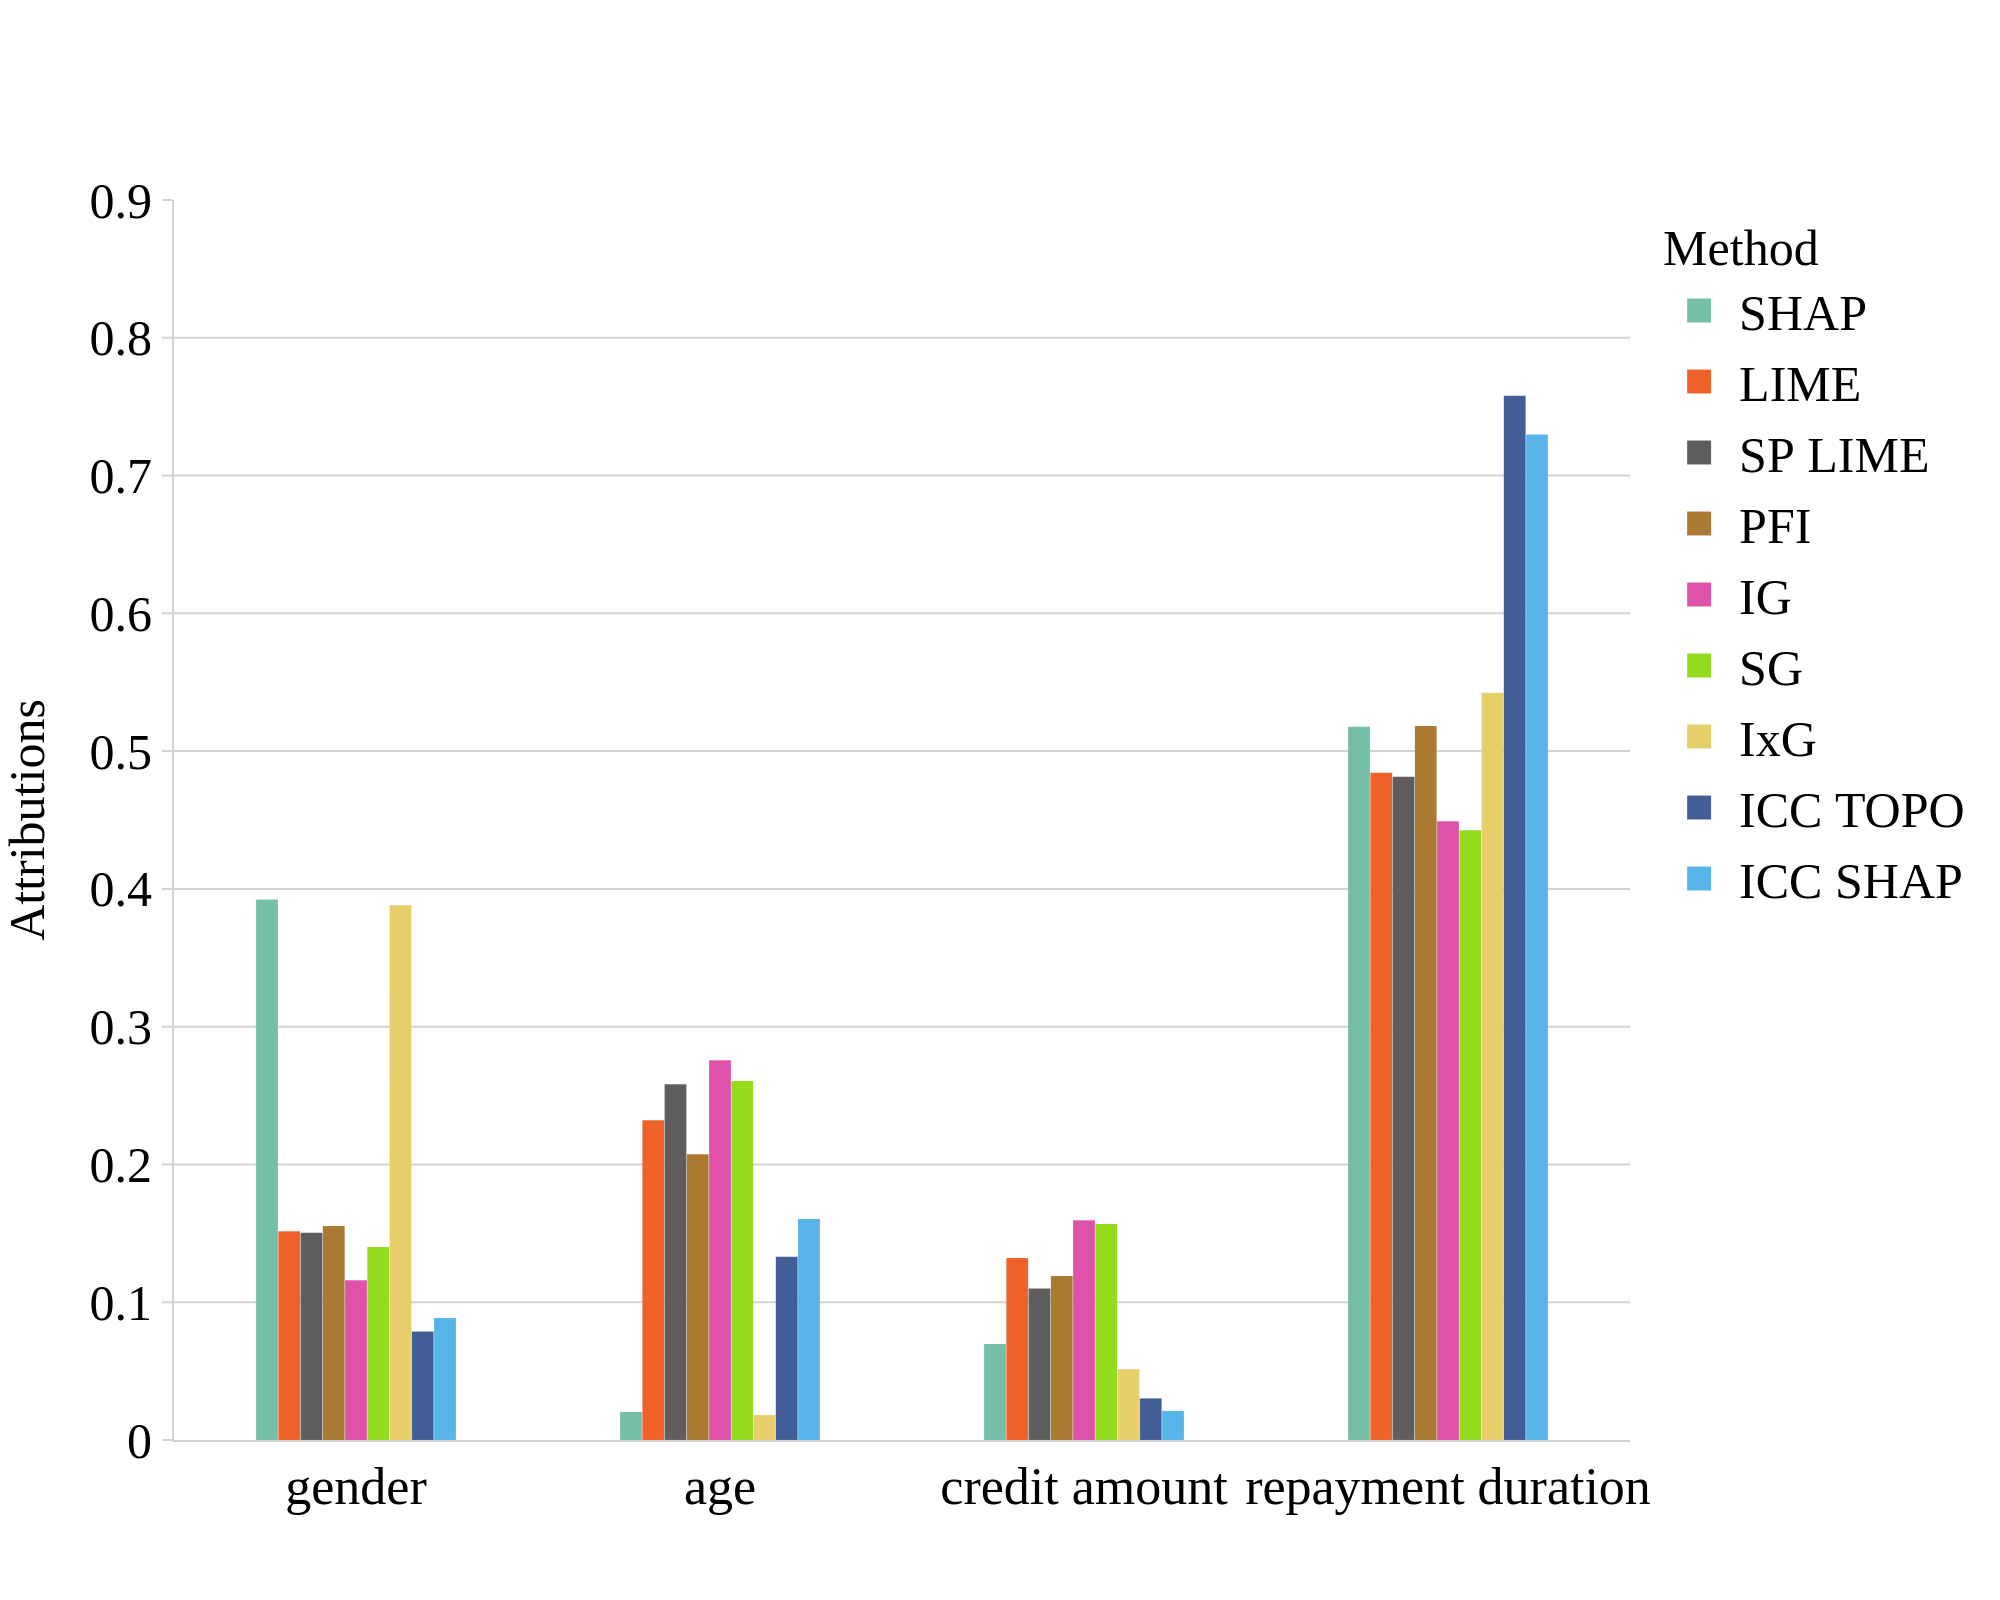 0.9
0.8
0.7
0.6
0.5
0.4
0.3
0.2
0.1
0
Attributions
gender
age
credit amount
repayment duration
Method
SHAP
LIME
SP LIME
PFI
IG
SG
IxG
ICC TOPO
ICC SHAP